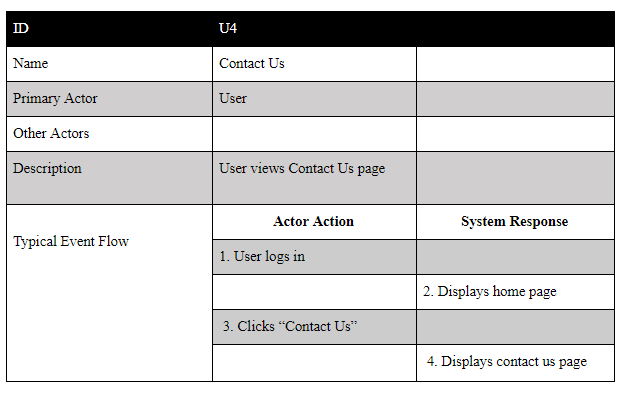 ID U4
Name Contact Us
Primary Actor User
Other Actors
Description User views Contact Us page
Typical Event Flow
Actor Action System Response
1. User logs in
2. Displays home page
3. Clicks “Contact Us”
4. Displays contact us page